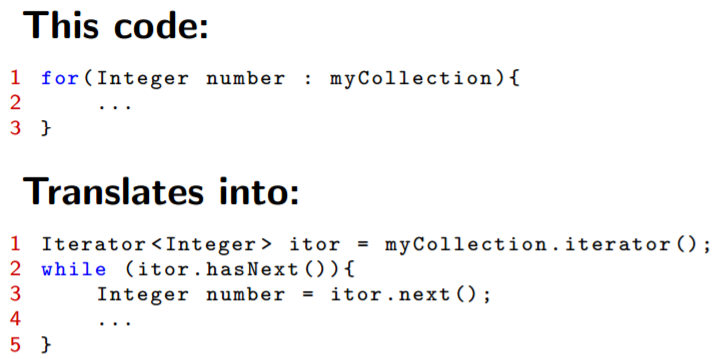 This code:
1 for(Integer number : myCollection){
2 ...
3 }
Translates into:
1 Iterator<Integer> itor = myCollection.iterator();
2 while (itor.hasNext()){
3 Integer number = itor.next();
4 ...
5 }